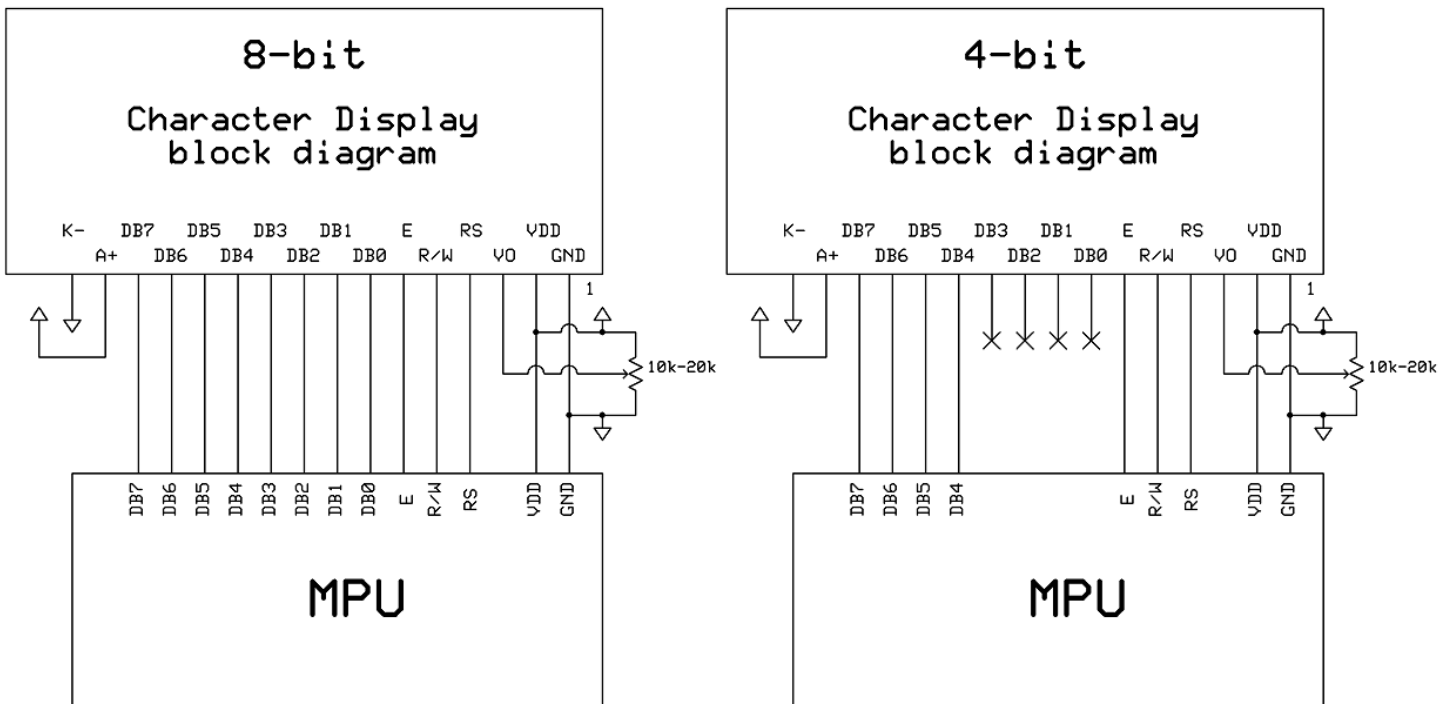 8-bit
Character Display
block diagram
K- DB7 DB5 DB3 DB1 E RS VDD
A+ DB6 DB4 DB2 DB0 R/W VO GND
1
10k-20k
DB7 DB6 DB5 DB4 DB3 DB2 DB1 DB0 E R/W RS VDD GND
MPU
4-bit
Character Display
block diagram
K- DB7 DB5 DB3 DB1 E RS VDD
A+ DB6 DB4 DB2 DB0 R/W VO GND
1
10k-20k
DB7 DB6 DB5 DB4 E R/W RS VDD GND
MPU